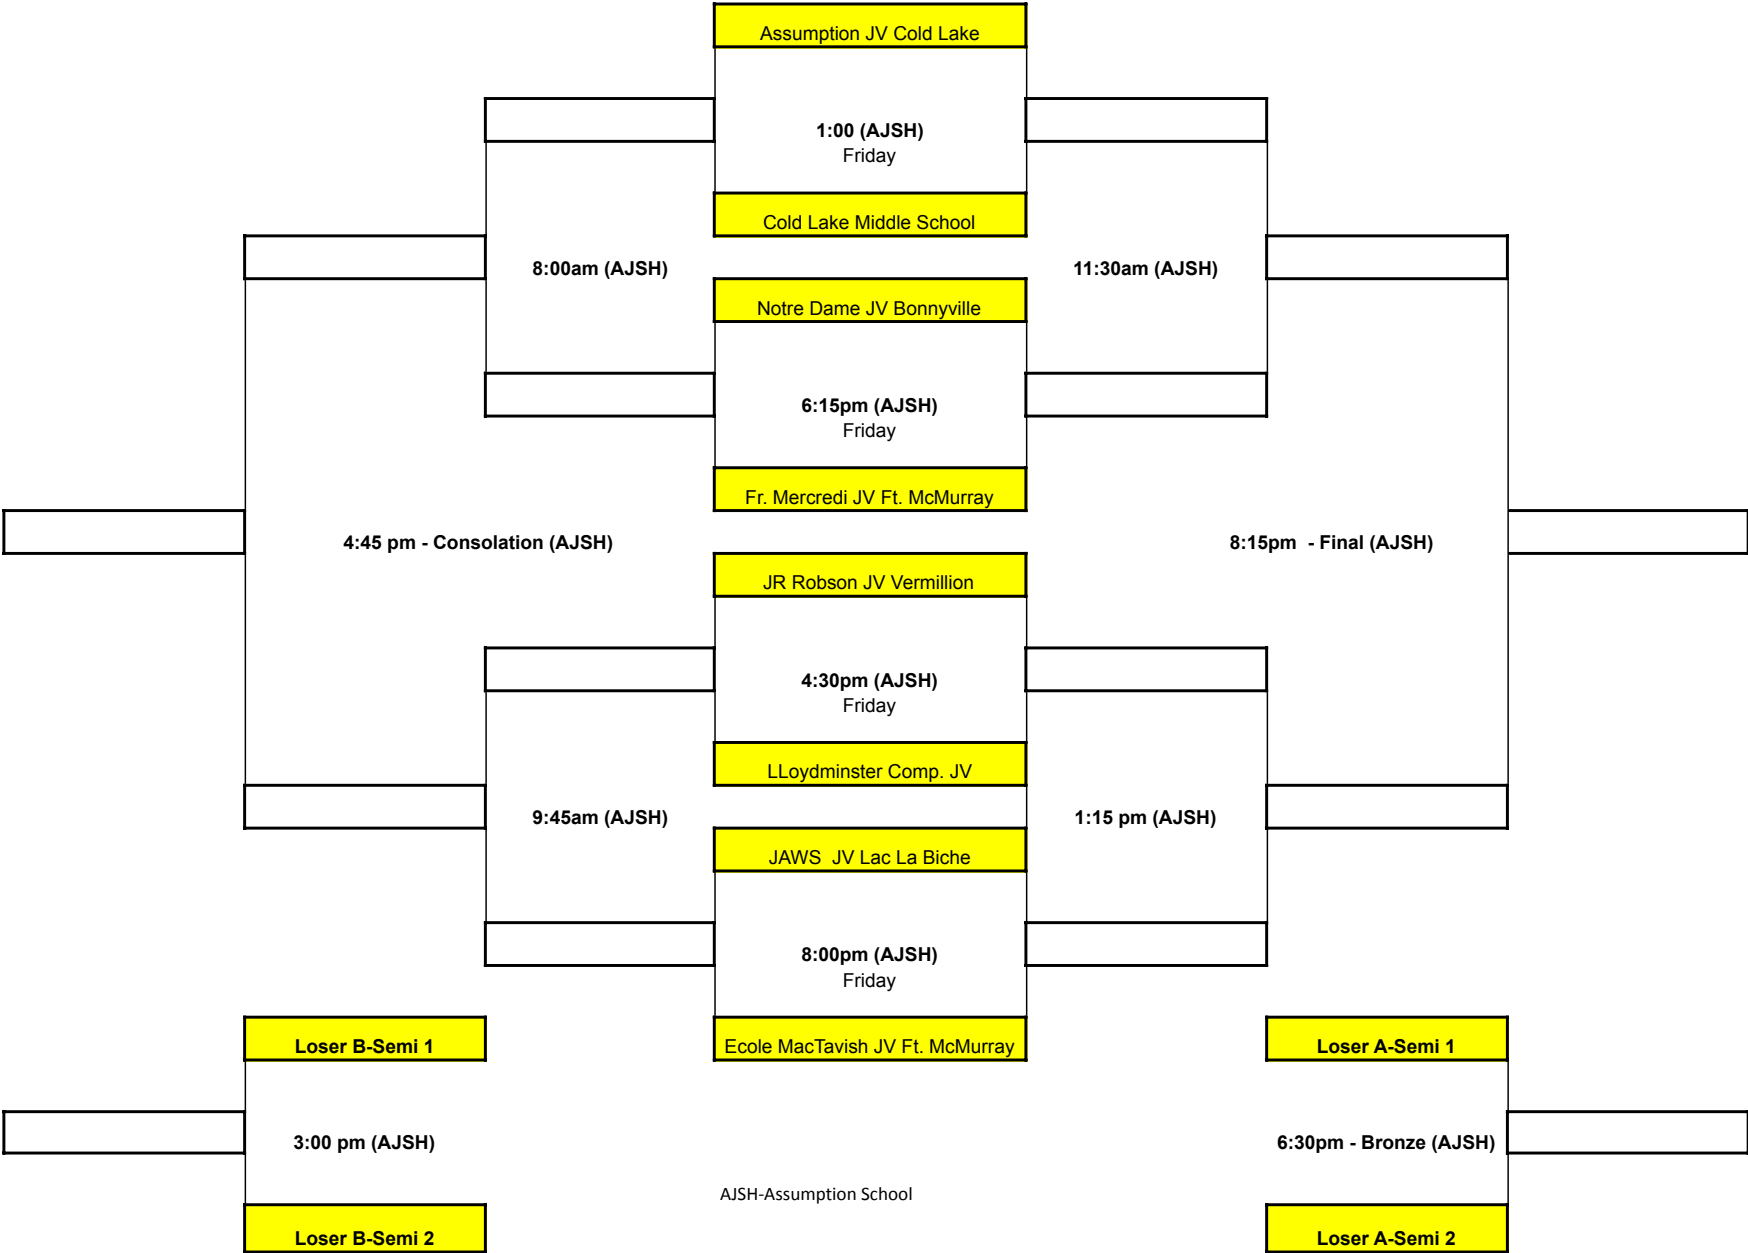 Assumption JV Cold Lake
1:00 (AJSH)
Friday
Cold Lake Middle School
8:00am (AJSH)
11:30am (AJSH)
Notre Dame JV Bonnyville
6:15pm (AJSH)
Friday
Fr. Mercredi JV Ft. McMurray
4:45 pm - Consolation (AJSH)
8:15pm - Final (AJSH)
JR Robson JV Vermillion
4:30pm (AJSH)
Friday
LLoydminster Comp. JV
9:45am (AJSH)
1:15 pm (AJSH)
JAWS JV Lac La Biche
8:00pm (AJSH)
Friday
Loser B-Semi 1
Ecole MacTavish JV Ft. McMurray
Loser A-Semi 1
3:00 pm (AJSH)
6:30pm - Bronze (AJSH)
AJSH-Assumption School
Loser B-Semi 2
Loser A-Semi 2